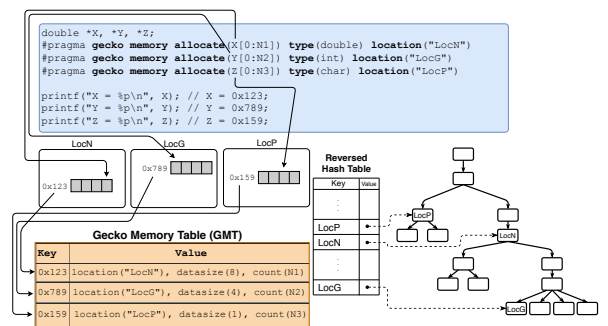 double *X, *Y, *Z;
#pragma gecko memory allocate(X[0:N1]) type(double) location("LocN")
#pragma gecko memory allocate(Y[0:N2]) type(int) location("LocG")
#pragma gecko memory allocate(Z[0:N3]) type(char) location("LocP")
printf("X = %p\n", X); // X = 0x123;
printf("Y = %p\n", Y); // Y = 0x789;
printf("Z = %p\n", Z); // Z = 0x159;
LocN
LocG
LocP
0x123
0x789
0x159
Gecko Memory Table (GMT)
Key Value
0x123 location("LocN"), datasize(8), count(N1)
0x789 location("LocG"), datasize(4), count(N2)
0x159 location("LocP"), datasize(1), count(N3)
Reversed
Hash Table
Key Value
LocP
LocN
LocG
LocP
LocN
LocG